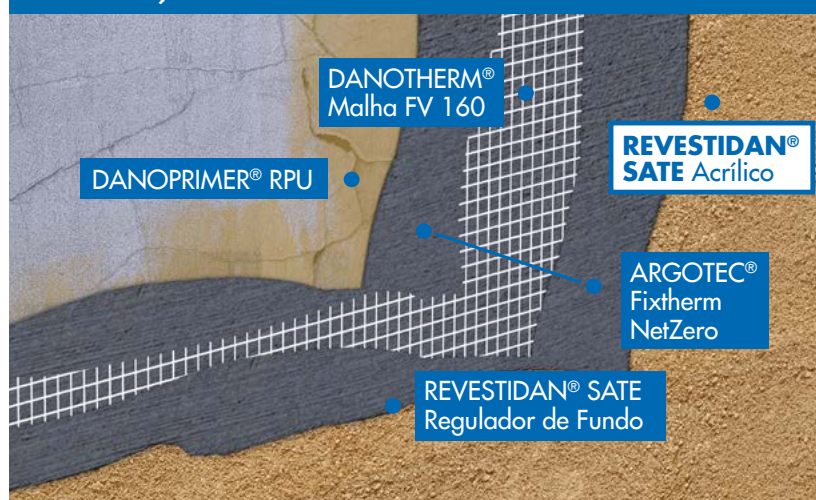 DANOTHERM®
Malha FV 160
REVESTIDAN®
SATE Acrílico
DANOPRIMER® RPU
ARGOTEC®
Fixtherm
NetZero
REVESTIDAN® SATE
Regulador de Fundo